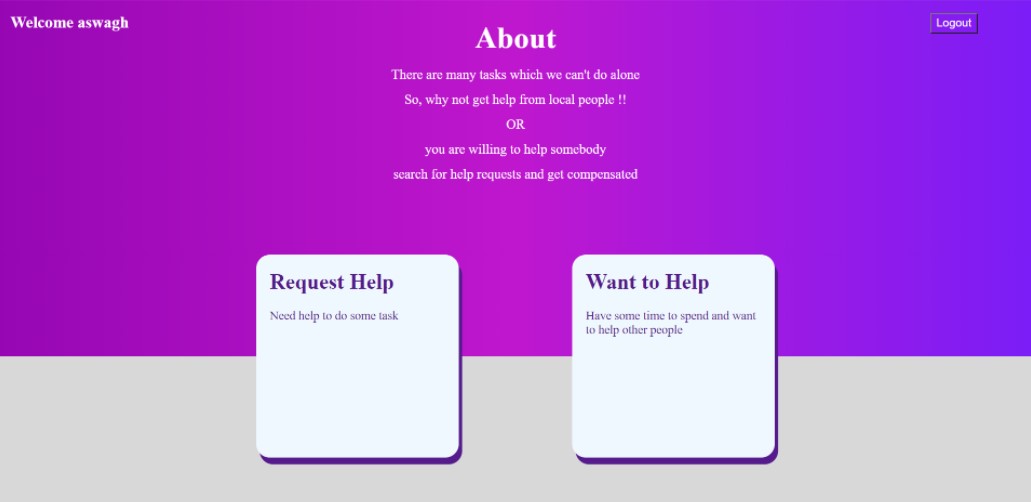 Welcome aswagh
Logout
About
There are many tasks which we can't do alone
So, why not get help from local people !!
OR
you are willing to help somebody
search for help requests and get compensated
Request Help
Need help to do some task
Want to Help
Have some time to spend and want
to help other people